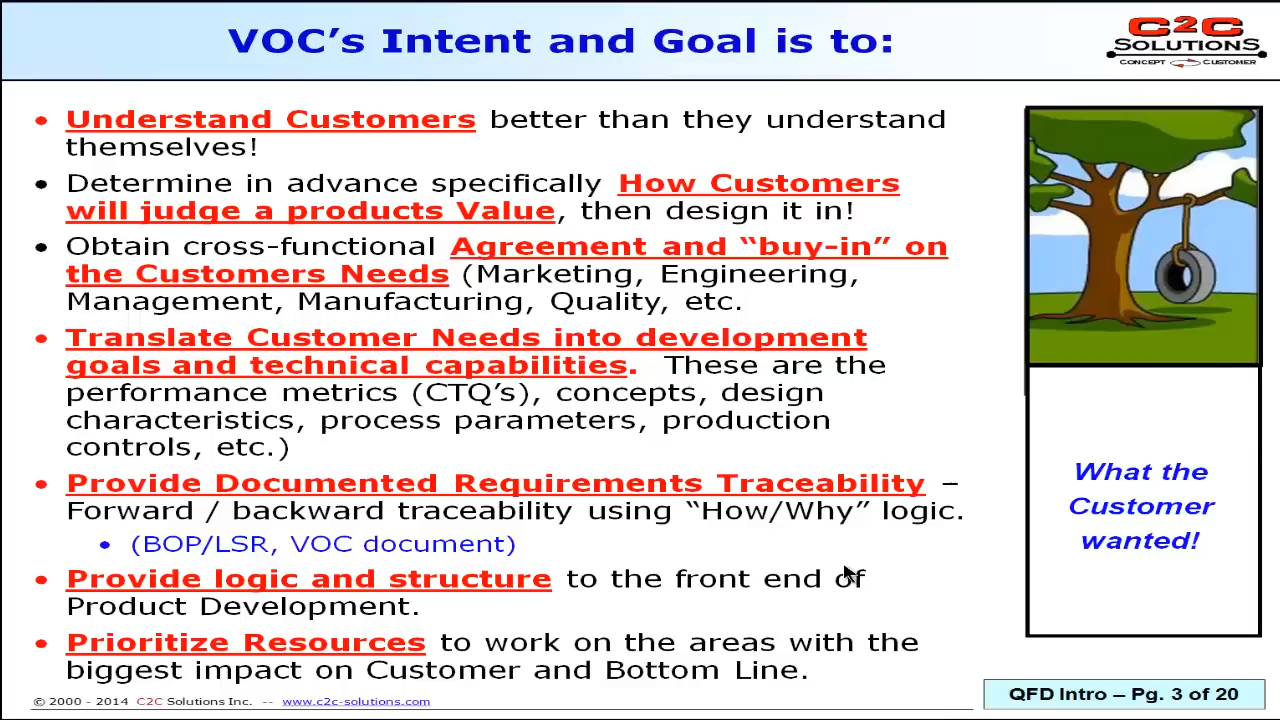 VOC's Intent and Goal is to:
C2C
SOLUTIONS
CONCEPT CUSTOMER
• Understand Customers better than they understand
themselves!
• Determine in advance specifically How Customers
will judge a products Value, then design it in!
• Obtain cross-functional Agreement and “buy-in” on
the Customers Needs (Marketing, Engineering,
Management, Manufacturing, Quality, etc.
• Translate Customer Needs into development
goals and technical capabilities. These are the
performance metrics (CTQ's), concepts, design
characteristics, process parameters, production
controls, etc.)
• Provide Documented Requirements Traceability –
Forward / backward traceability using “How/Why” logic.
• (BOP/LSR, VOC document)
• Provide logic and structure to the front end of
Product Development.
• Prioritize Resources to work on the areas with the
biggest impact on Customer and Bottom Line.
What the
Customer
wanted!
© 2000 - 2014 C2C Solutions Inc. -- www.c2c-solutions.com
QFD Intro – Pg. 3 of 20